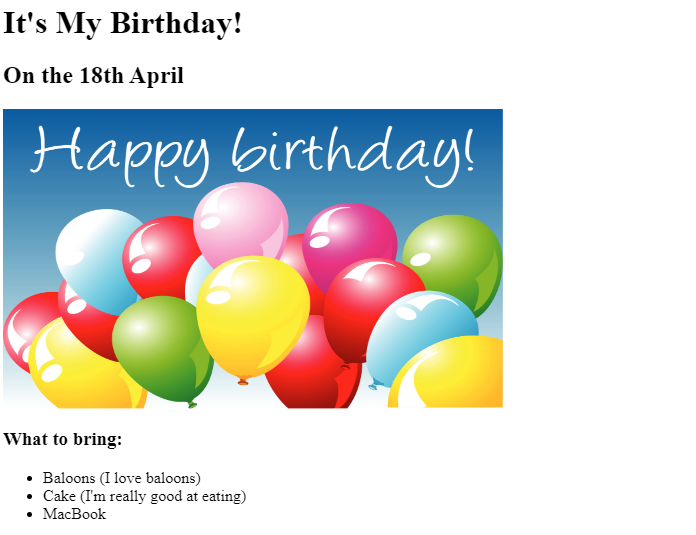 It's My Birthday!
On the 18th April
Happy birthday!
What to bring:
Baloons (I love baloons)
Cake (I'm really good at eating)
MacBook